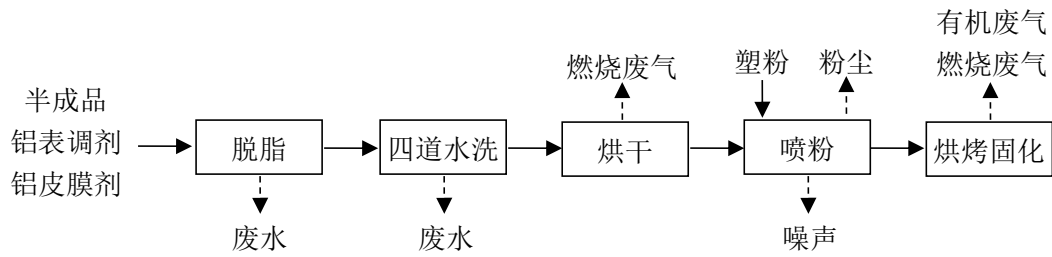 有机废气
燃烧废气
塑粉
粉尘
燃烧废气
半成品
铝表调剂
铝皮膜剂
脱脂
四道水洗
烘干
喷粉
烘烤固化
废水
废水
噪声